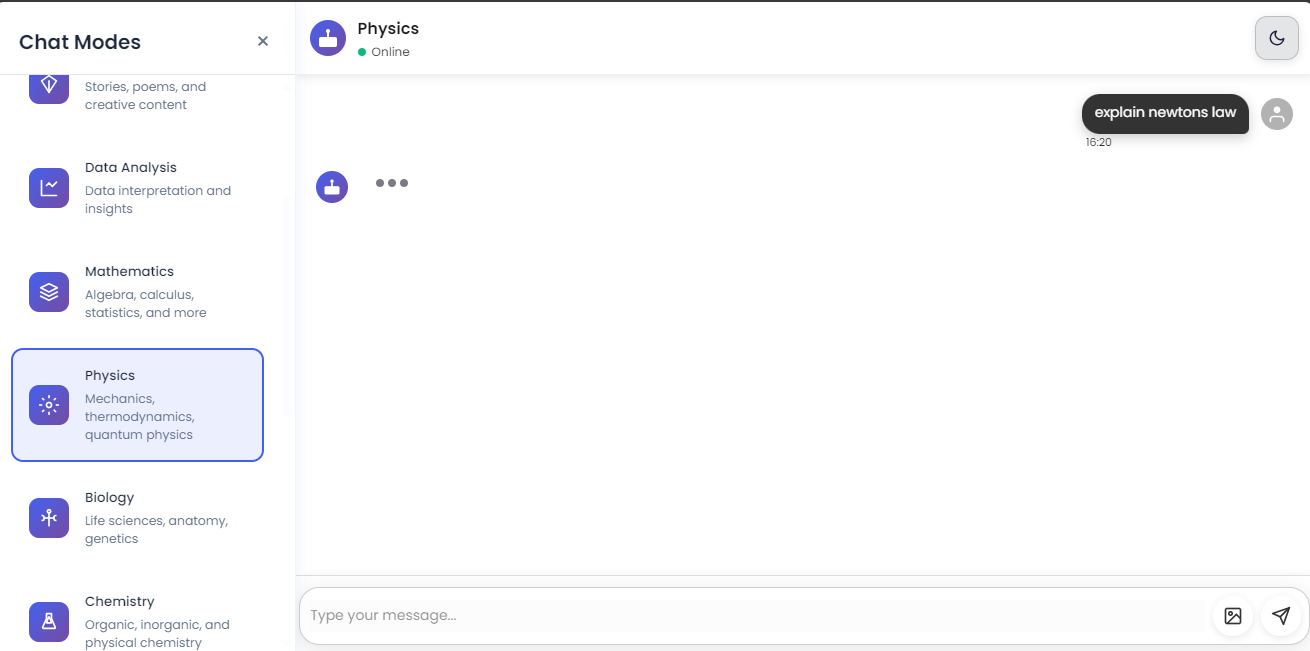 Chat Modes
Stories, poems, and
creative content
Data Analysis
Data interpretation and
insights
Mathematics
Algebra, calculus,
statistics, and more
Physics
Mechanics,
thermodynamics,
quantum physics
Biology
Life sciences, anatomy,
genetics
Chemistry
Organic, inorganic, and
physical chemistry
Physics
Online
explain newtons law
16:20
Type your message...